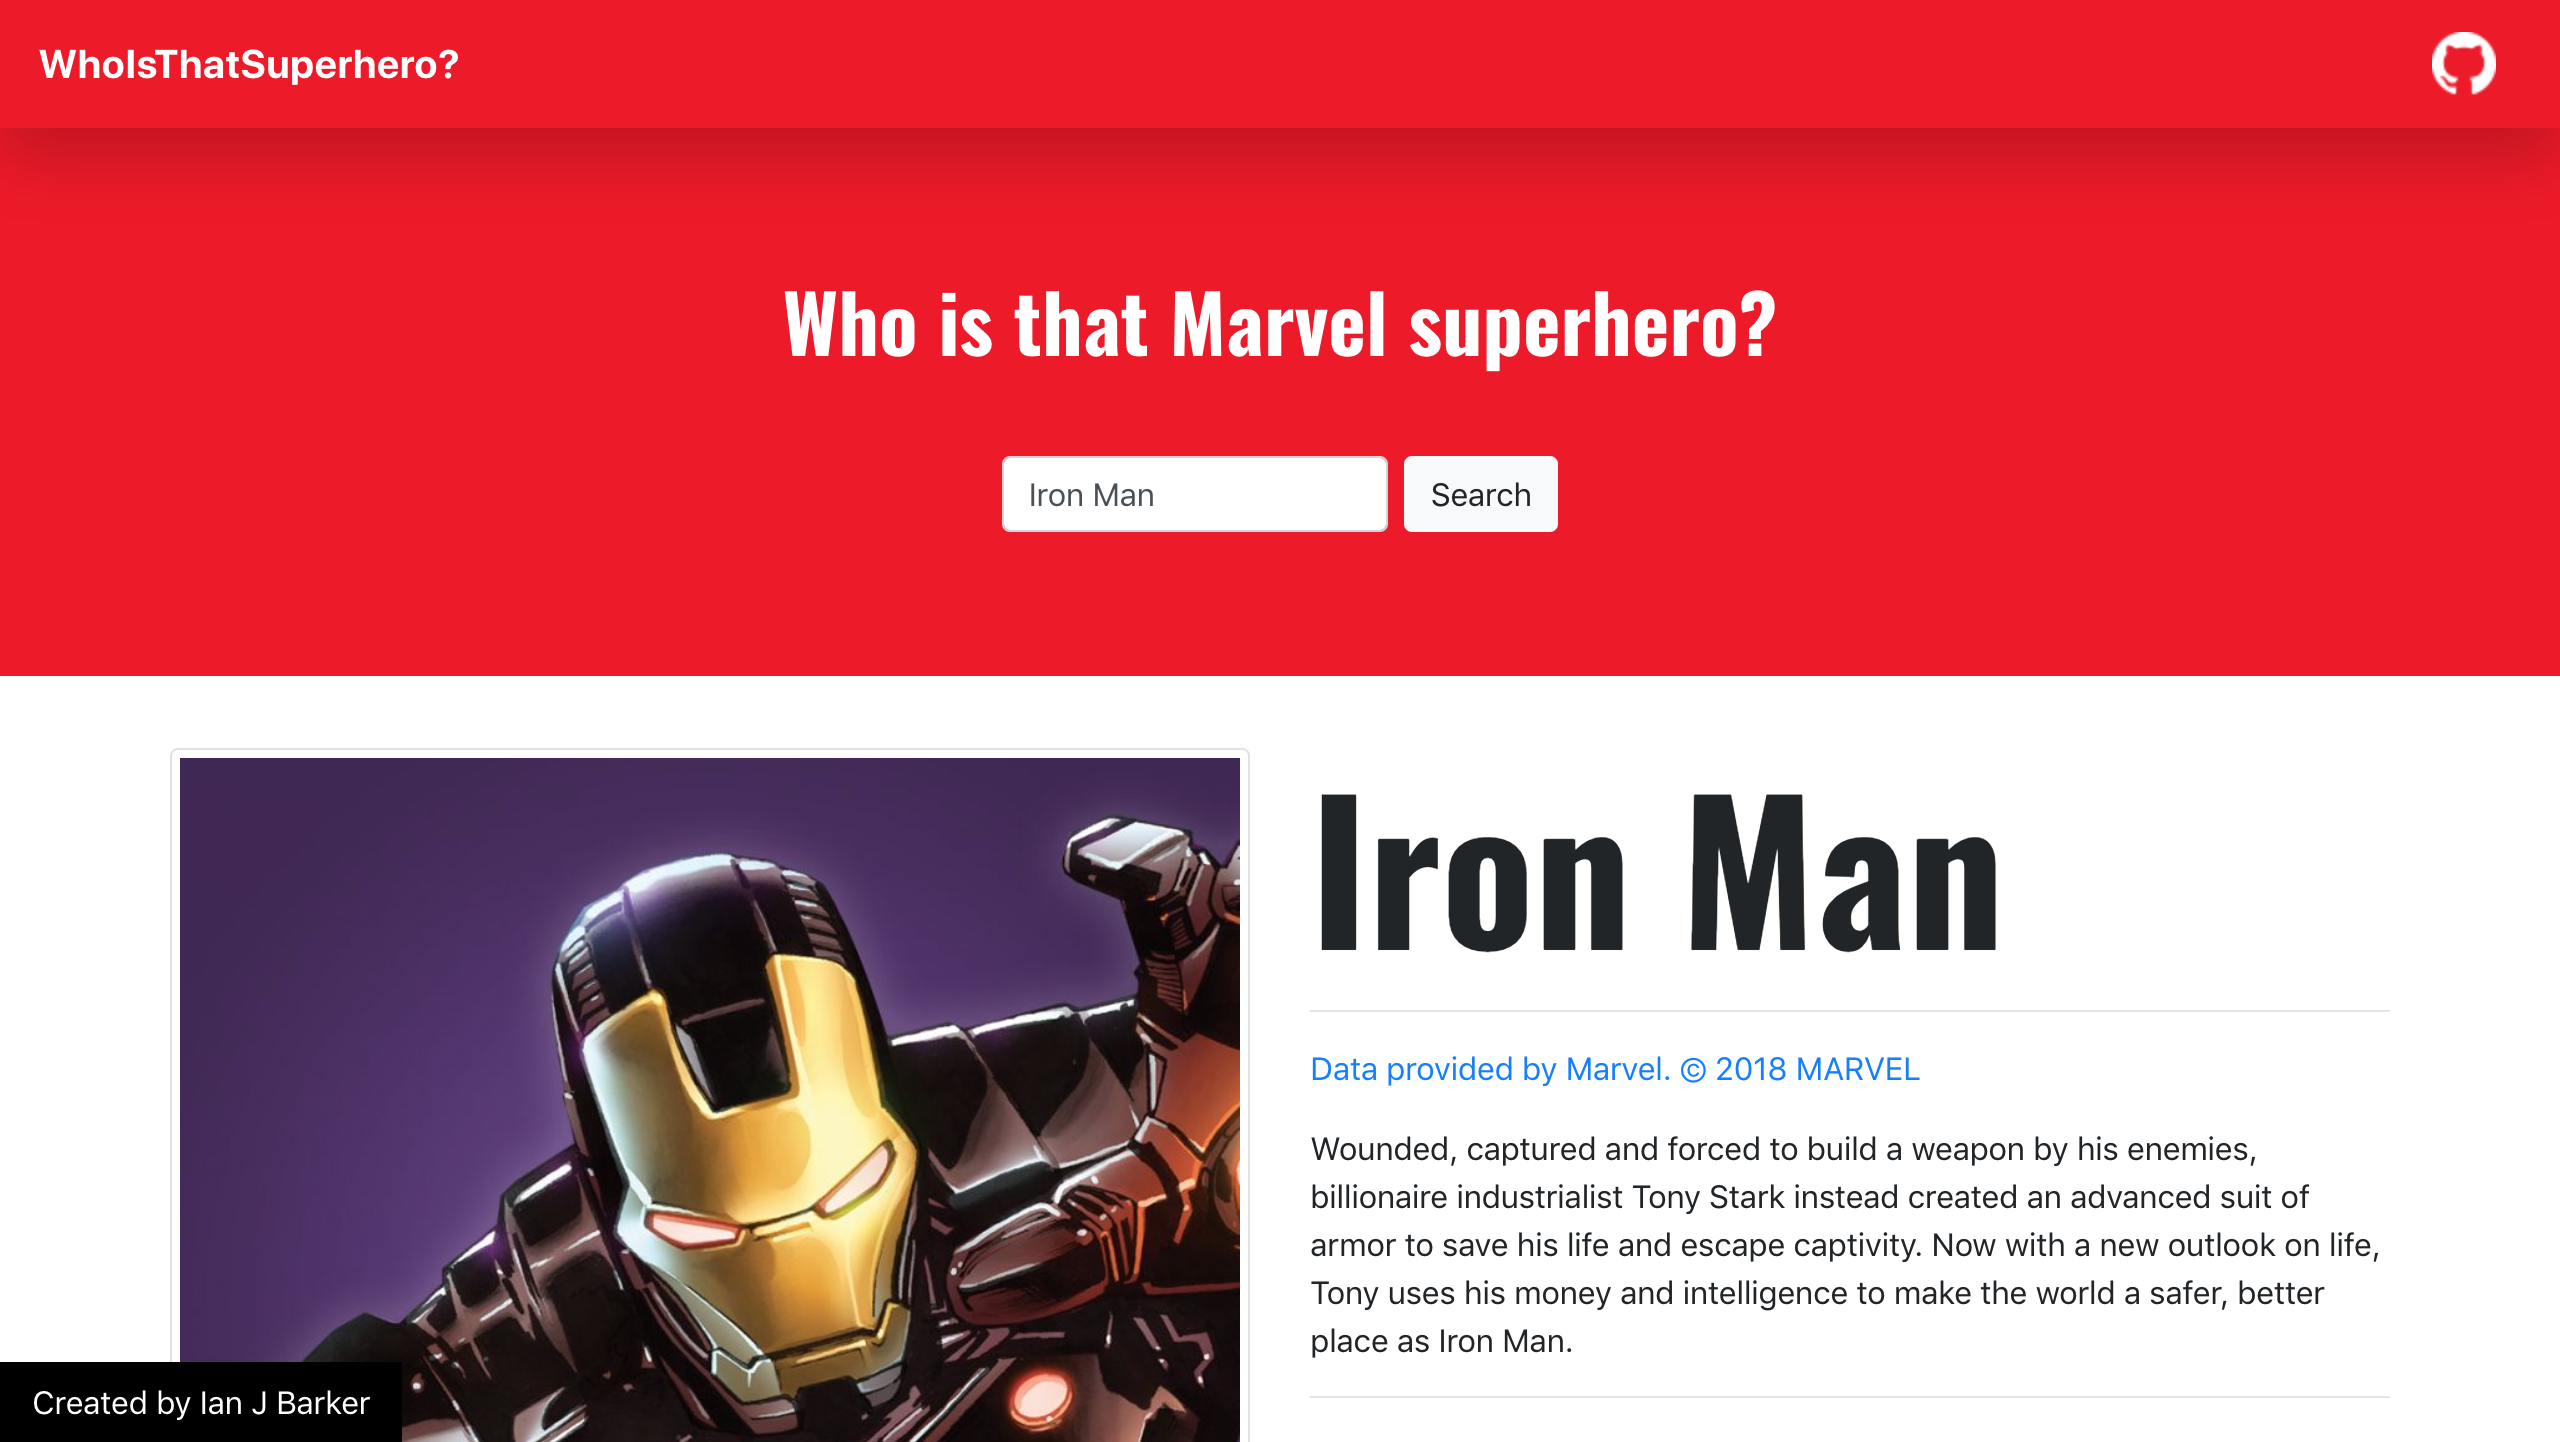 WhoIsThatSuperhero?
Who is that Marvel superhero?
Iron Man
Search
Iron Man
Data provided by Marvel. © 2018 MARVEL
Wounded, captured and forced to build a weapon by his enemies,
billionaire industrialist Tony Stark instead created an advanced suit of
armor to save his life and escape captivity. Now with a new outlook on life,
Tony uses his money and intelligence to make the world a safer, better
place as Iron Man.
Created by Ian J Barker